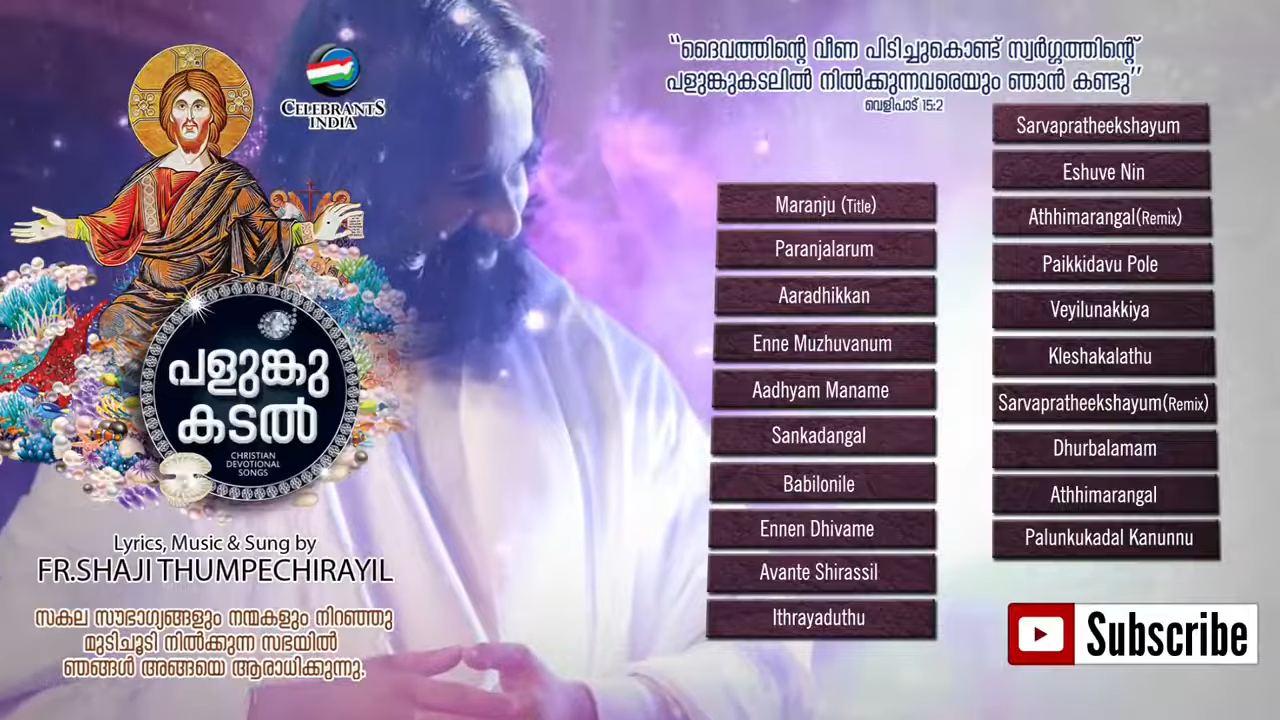 CELEBRANTS
INDIA
“ദൈവത്തിന്റെ വീണ പിടിച്ചുകൊണ്ട് സ്വർഗ്ഗത്തിന്റെ
പളുങ്കുകടലിൽ നിൽക്കുന്നവരെയും ഞാൻ കണ്ടു”
വെളിപാട് 15:2
പളുങ്കു
കടൽ
CHRISTIAN
DEVOTIONAL
SONGS
Lyrics, Music & Sung by
FR.SHAJI THUMPECHIRAYIL
സകല സൗഭാഗ്യങ്ങളും നന്മകളും നിറഞ്ഞു
മുടിചൂടി നിൽക്കുന്ന സഭയിൽ
ഞങ്ങൾ അങ്ങയെ ആരാധിക്കുന്നു.
Maranju (Title)
Paranjalarum
Aaradhikkan
Enne Muzhuvanum
Aadhyam Maname
Sankadangal
Babilonile
Ennen Dhivame
Avante Shirassil
Ithrayaduthu
Sarvapratheekshayum
Eshuve Nin
Athhimarangal(Remix)
Paikkidavu Pole
Veyilunakkiya
Kleshakalathu
Sarvapratheekshayum(Remix)
Dhurbalamam
Athhimarangal
Palunkukadal Kanunnu
Subscribe